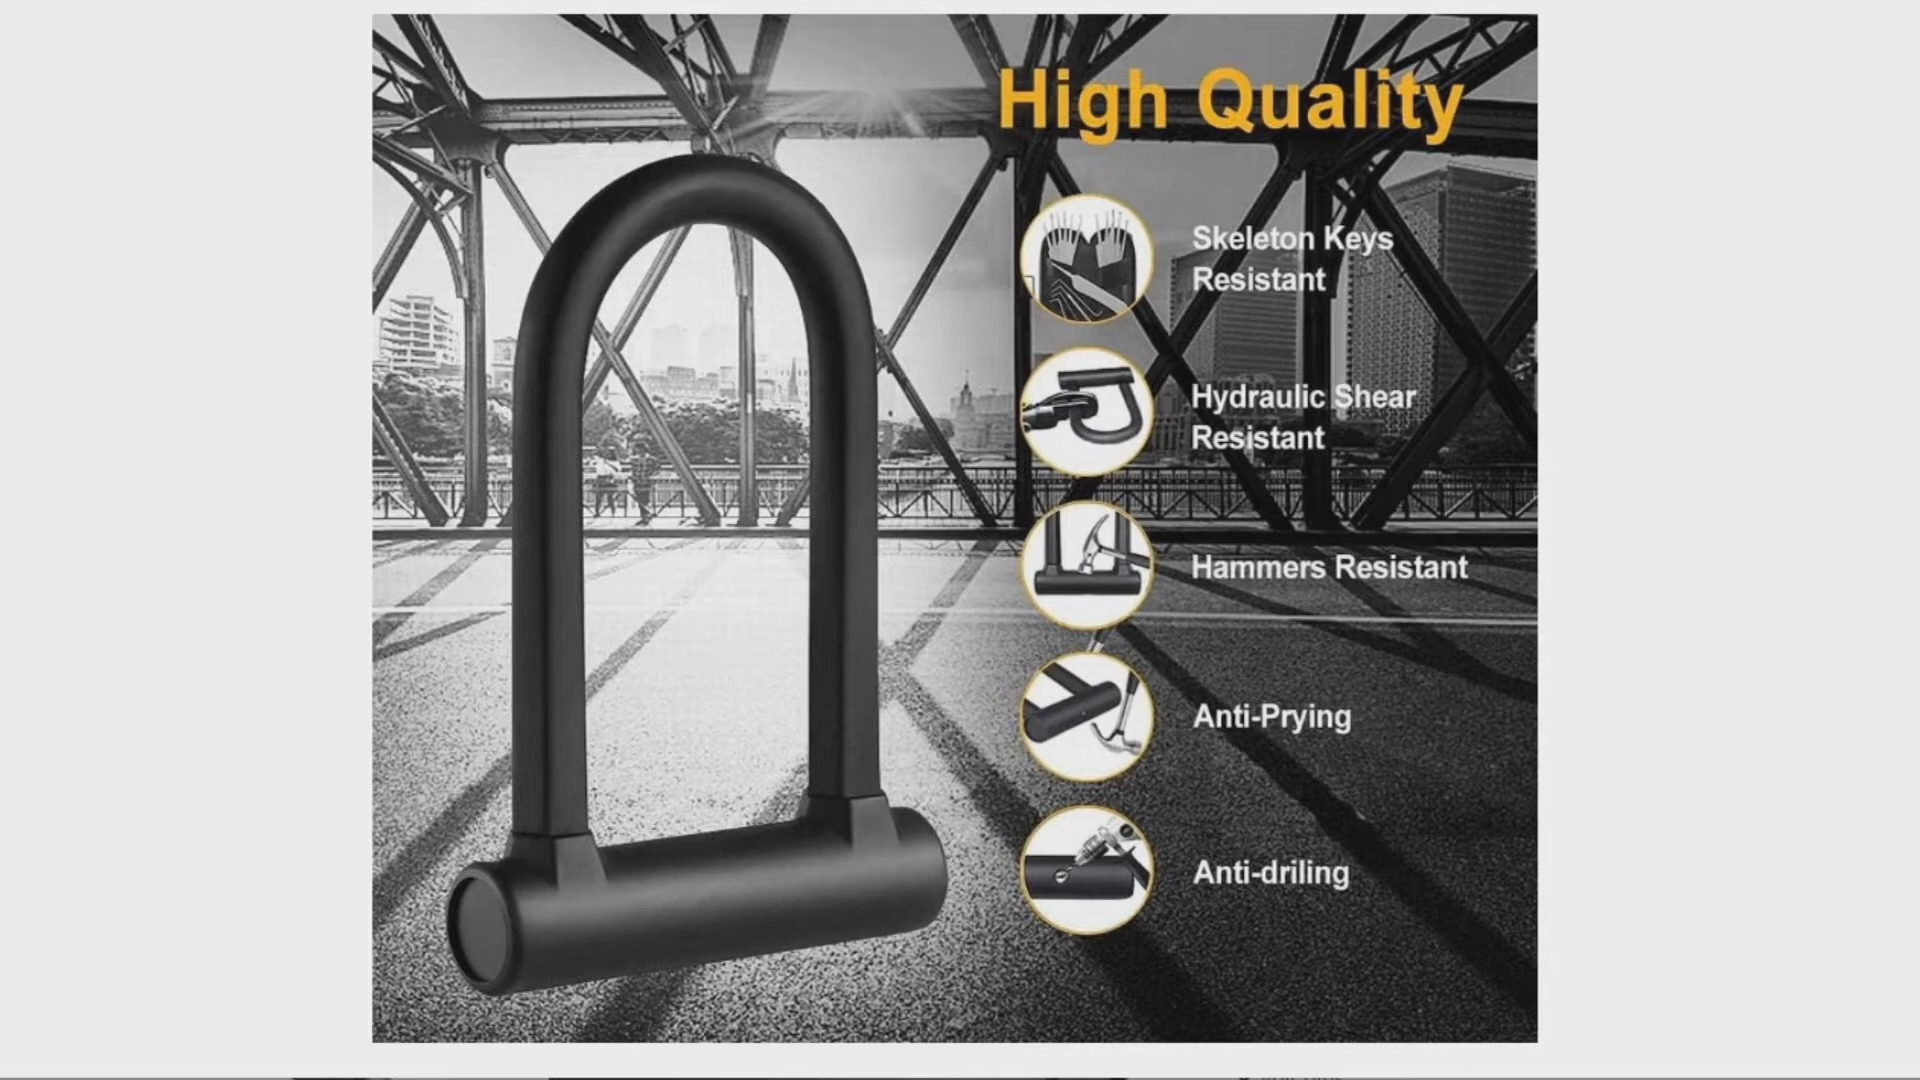 High Quality
Skeleton Keys
Resistant
Hydraulic Shear
Resistant
Hammers Resistant
Anti-Prying
Anti-driling